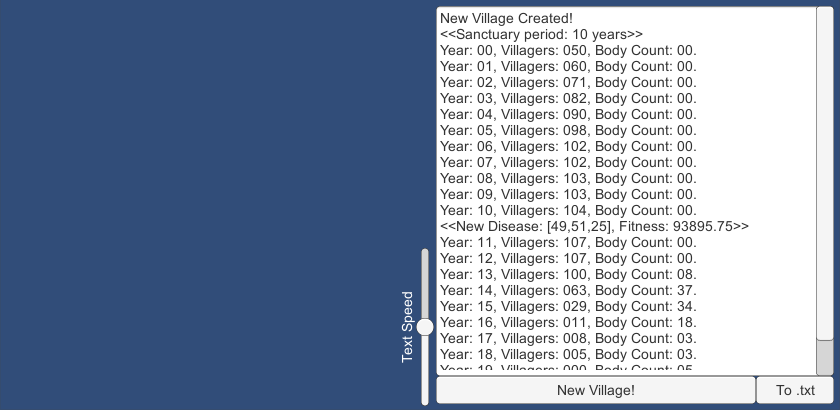 New Village Created!
<<Sanctuary period: 10 years>>
Year: 00, Villagers: 050, Body Count: 00.
Year: 01, Villagers: 060, Body Count: 00.
Year: 02, Villagers: 071, Body Count: 00.
Year: 03, Villagers: 082, Body Count: 00.
Year: 04, Villagers: 090, Body Count: 00.
Year: 05, Villagers: 098, Body Count: 00.
Year: 06, Villagers: 102, Body Count: 00.
Year: 07, Villagers: 102, Body Count: 00.
Year: 08, Villagers: 103, Body Count: 00.
Year: 09, Villagers: 103, Body Count: 00.
Year: 10, Villagers: 104, Body Count: 00.
<<New Disease: [49,51,25], Fitness: 93895.75>>
Year: 11, Villagers: 107, Body Count: 00.
Year: 12, Villagers: 107, Body Count: 00.
Year: 13, Villagers: 100, Body Count: 08.
Year: 14, Villagers: 063, Body Count: 37.
Year: 15, Villagers: 029, Body Count: 34.
Year: 16, Villagers: 011, Body Count: 18.
Year: 17, Villagers: 008, Body Count: 03.
Year: 18, Villagers: 005, Body Count: 03.
Year: 19, Villagers: 000, Body Count: 05.
Text Speed
New Village!
To .txt